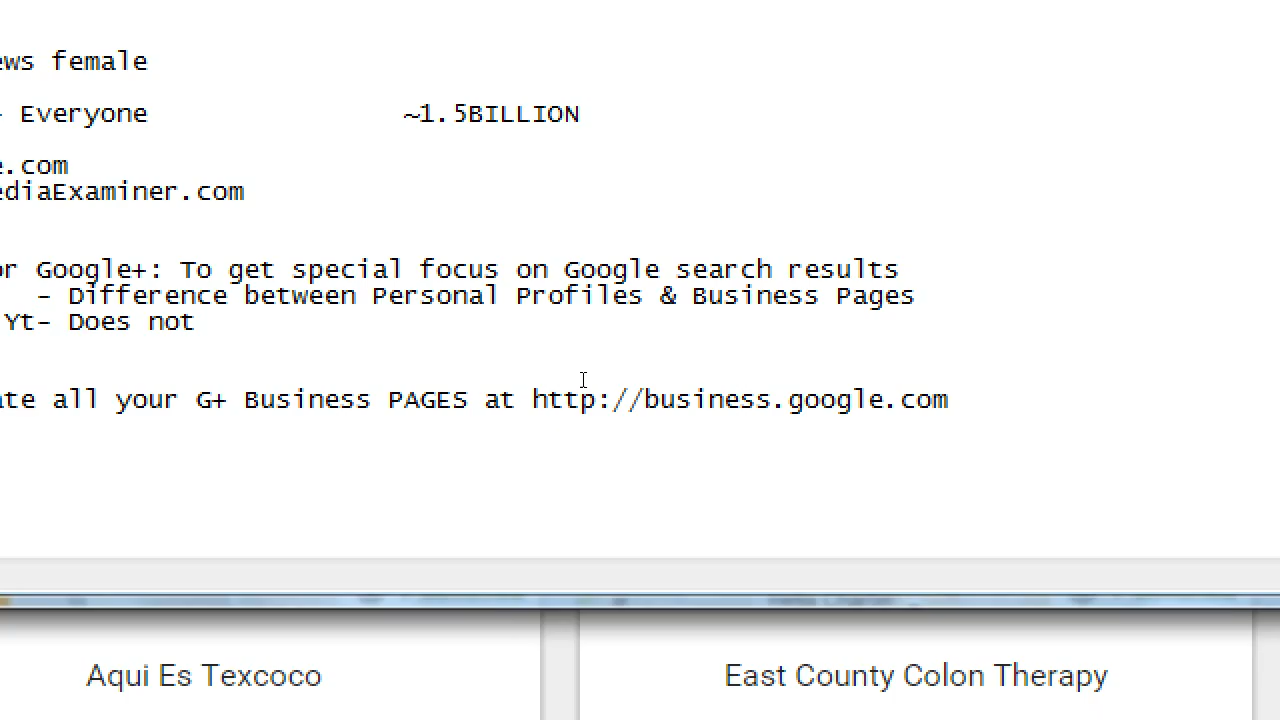 ews female
- Everyone ~1.5BILLION
e.com
ediaExaminer.com
or Google+: To get special focus on Google search results
- Difference between Personal Profiles & Business Pages
Yt- Does not
ate all your G+ Business PAGES at http://business.google.com
Aqui Es Texcoco
East County Colon Therapy